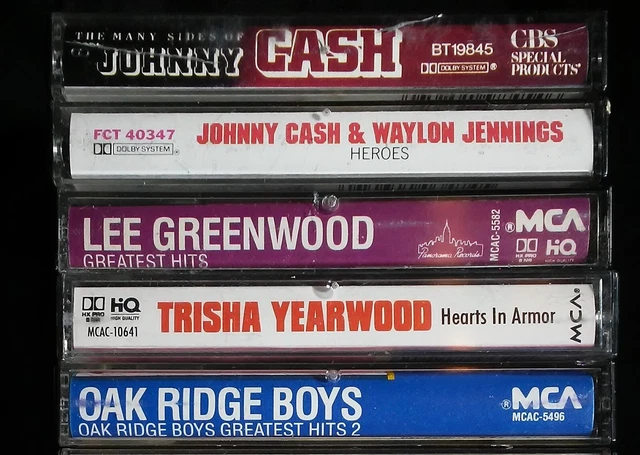 THE MANY SIDES OF
JOHNNY CASH
BT19845
DOLBY SYSTEM®
CBS
SPECIAL
PRODUCTS
FCT 40347
DOLBY SYSTEM
JOHNNY CASH & WAYLON JENNINGS
HEROES
LEE GREENWOOD
GREATEST HITS
Panorama Records
MCAC-5582
®MCA
HX PRO
HiQ
HIGH QUALITY
HX PRO
HiQ
HIGH QUALITY
MCAC-10641
TRISHA YEARWOOD
Hearts In Armor
MCA®
OAK RIDGE BOYS
OAK RIDGE BOYS GREATEST HITS 2
®MCA
MCAC-5496